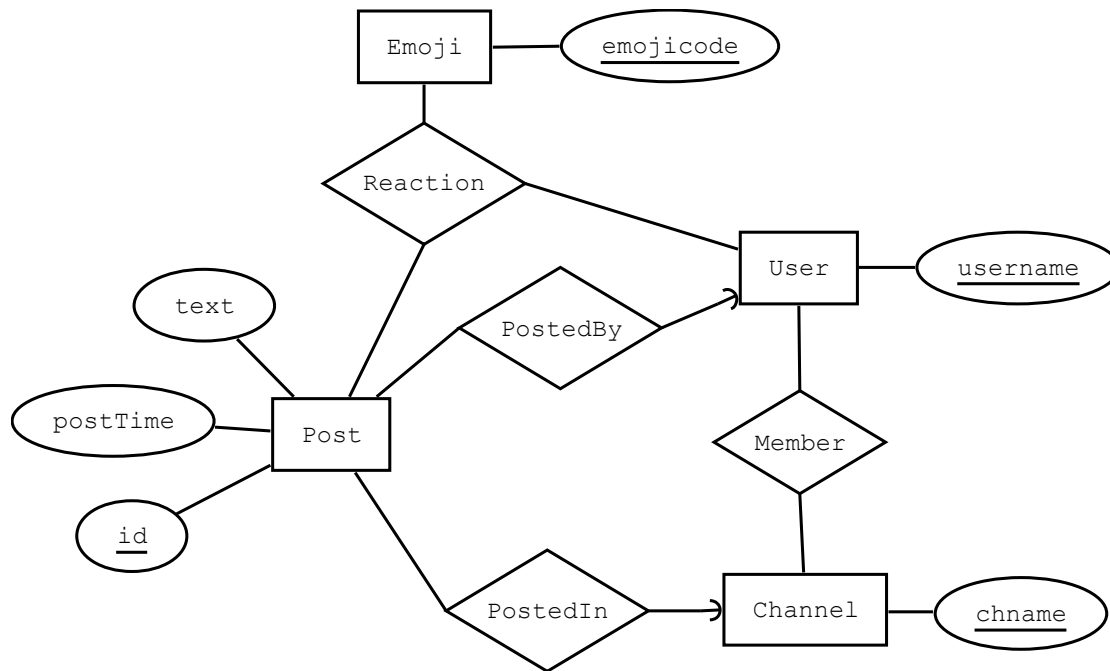 Emoji
emojicode
Reaction
User
username
text
PostedBy
postTime
Post
Member
id
PostedIn
Channel
chname